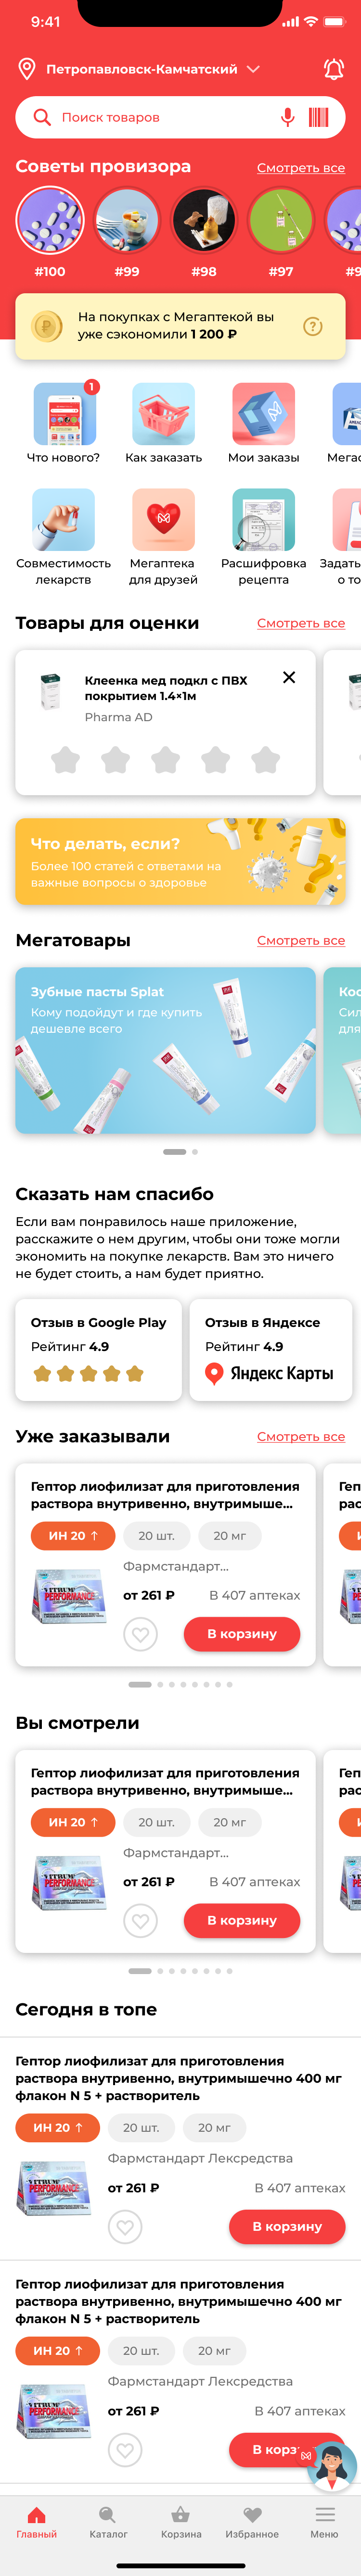 9:41
Петропавловск-Камчатский
Поиск товаров
Советы провизора
Смотреть все
#100
#99
#98
#97
#9
На покупках с Мегаптекой вы
уже сэкономили 1 200 ₽
?
1
Что нового?
Как заказать
Мои заказы
Мегас
Совместимость
лекарств
Мегаптека
для друзей
Расшифровка
рецепта
Задать
о то
Товары для оценки
Смотреть все
Клеенка мед подкл с ПВХ
покрытием 1.4×1м
Pharma AD
Что делать, если?
Более 100 статей с ответами на
важные вопросы о здоровье
Мегатовары
Смотреть все
Зубные пасты Splat
Кому подойдут и где купить
дешевле всего
Кос
Сил
для
Сказать нам спасибо
Если вам понравилось наше приложение,
расскажите о нем другим, чтобы они тоже могли
экономить на покупке лекарств. Вам это ничего
не будет стоить, а нам будет приятно.
Отзыв в Google Play
Рейтинг 4.9
Отзыв в Яндексе
Рейтинг 4.9
Яндекс Карты
Уже заказывали
Смотреть все
Гептор лиофилизат для приготовления
раствора внутривенно, внутримыше...
ИН 20 ↑
20 шт.
20 мг
Фармстандарт...
VITRUM
PERFORMANCE
от 261 ₽
В 407 аптеках
В корзину
Геп
рас
Вы смотрели
Гептор лиофилизат для приготовления
раствора внутривенно, внутримыше...
ИН 20 ↑
20 шт.
20 мг
Фармстандарт...
VITRUM
PERFORMANCE
от 261 ₽
В 407 аптеках
В корзину
Геп
рас
Сегодня в топе
Гептор лиофилизат для приготовления
раствора внутривенно, внутримышечно 400 мг
флакон N 5 + растворитель
ИН 20 ↑
20 шт.
20 мг
Фармстандарт Лексредства
VITRUM
PERFORMANCE
от 261 ₽
В 407 аптеках
В корзину
Гептор лиофилизат для приготовления
раствора внутривенно, внутримышечно 400 мг
флакон N 5 + растворитель
ИН 20 ↑
20 шт.
20 мг
Фармстандарт Лексредства
VITRUM
PERFORMANCE
от 261 ₽
В 407 аптеках
В корз
Главный
Каталог
Корзина
Избранное
Меню